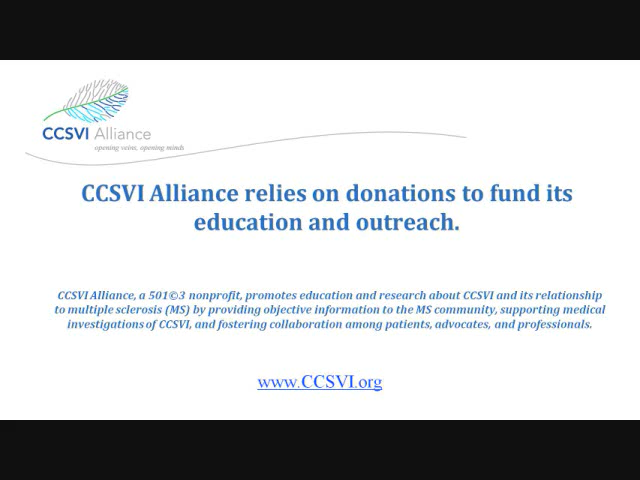 CCSVI Alliance
opening veins, opening minds
CCSVI Alliance relies on donations to fund its
education and outreach.
CCSVI Alliance, a 501©3 nonprofit, promotes education and research about CCSVI and its relationship
to multiple sclerosis (MS) by providing objective information to the MS community, supporting medical
investigations of CCSVI, and fostering collaboration among patients, advocates, and professionals.
www.CCSVI.org